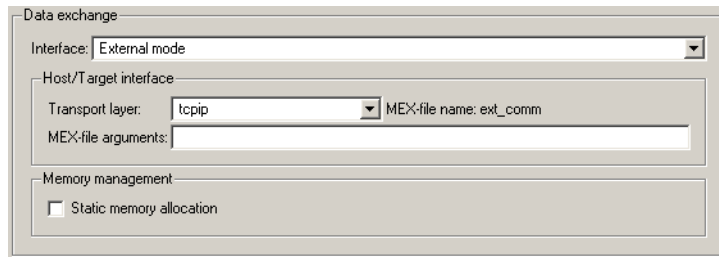 Data exchange
Interface: External mode
Host/Target interface
Transport layer: tcpip MEX-file name: ext_comm
MEX-file arguments:
Memory management
Static memory allocation